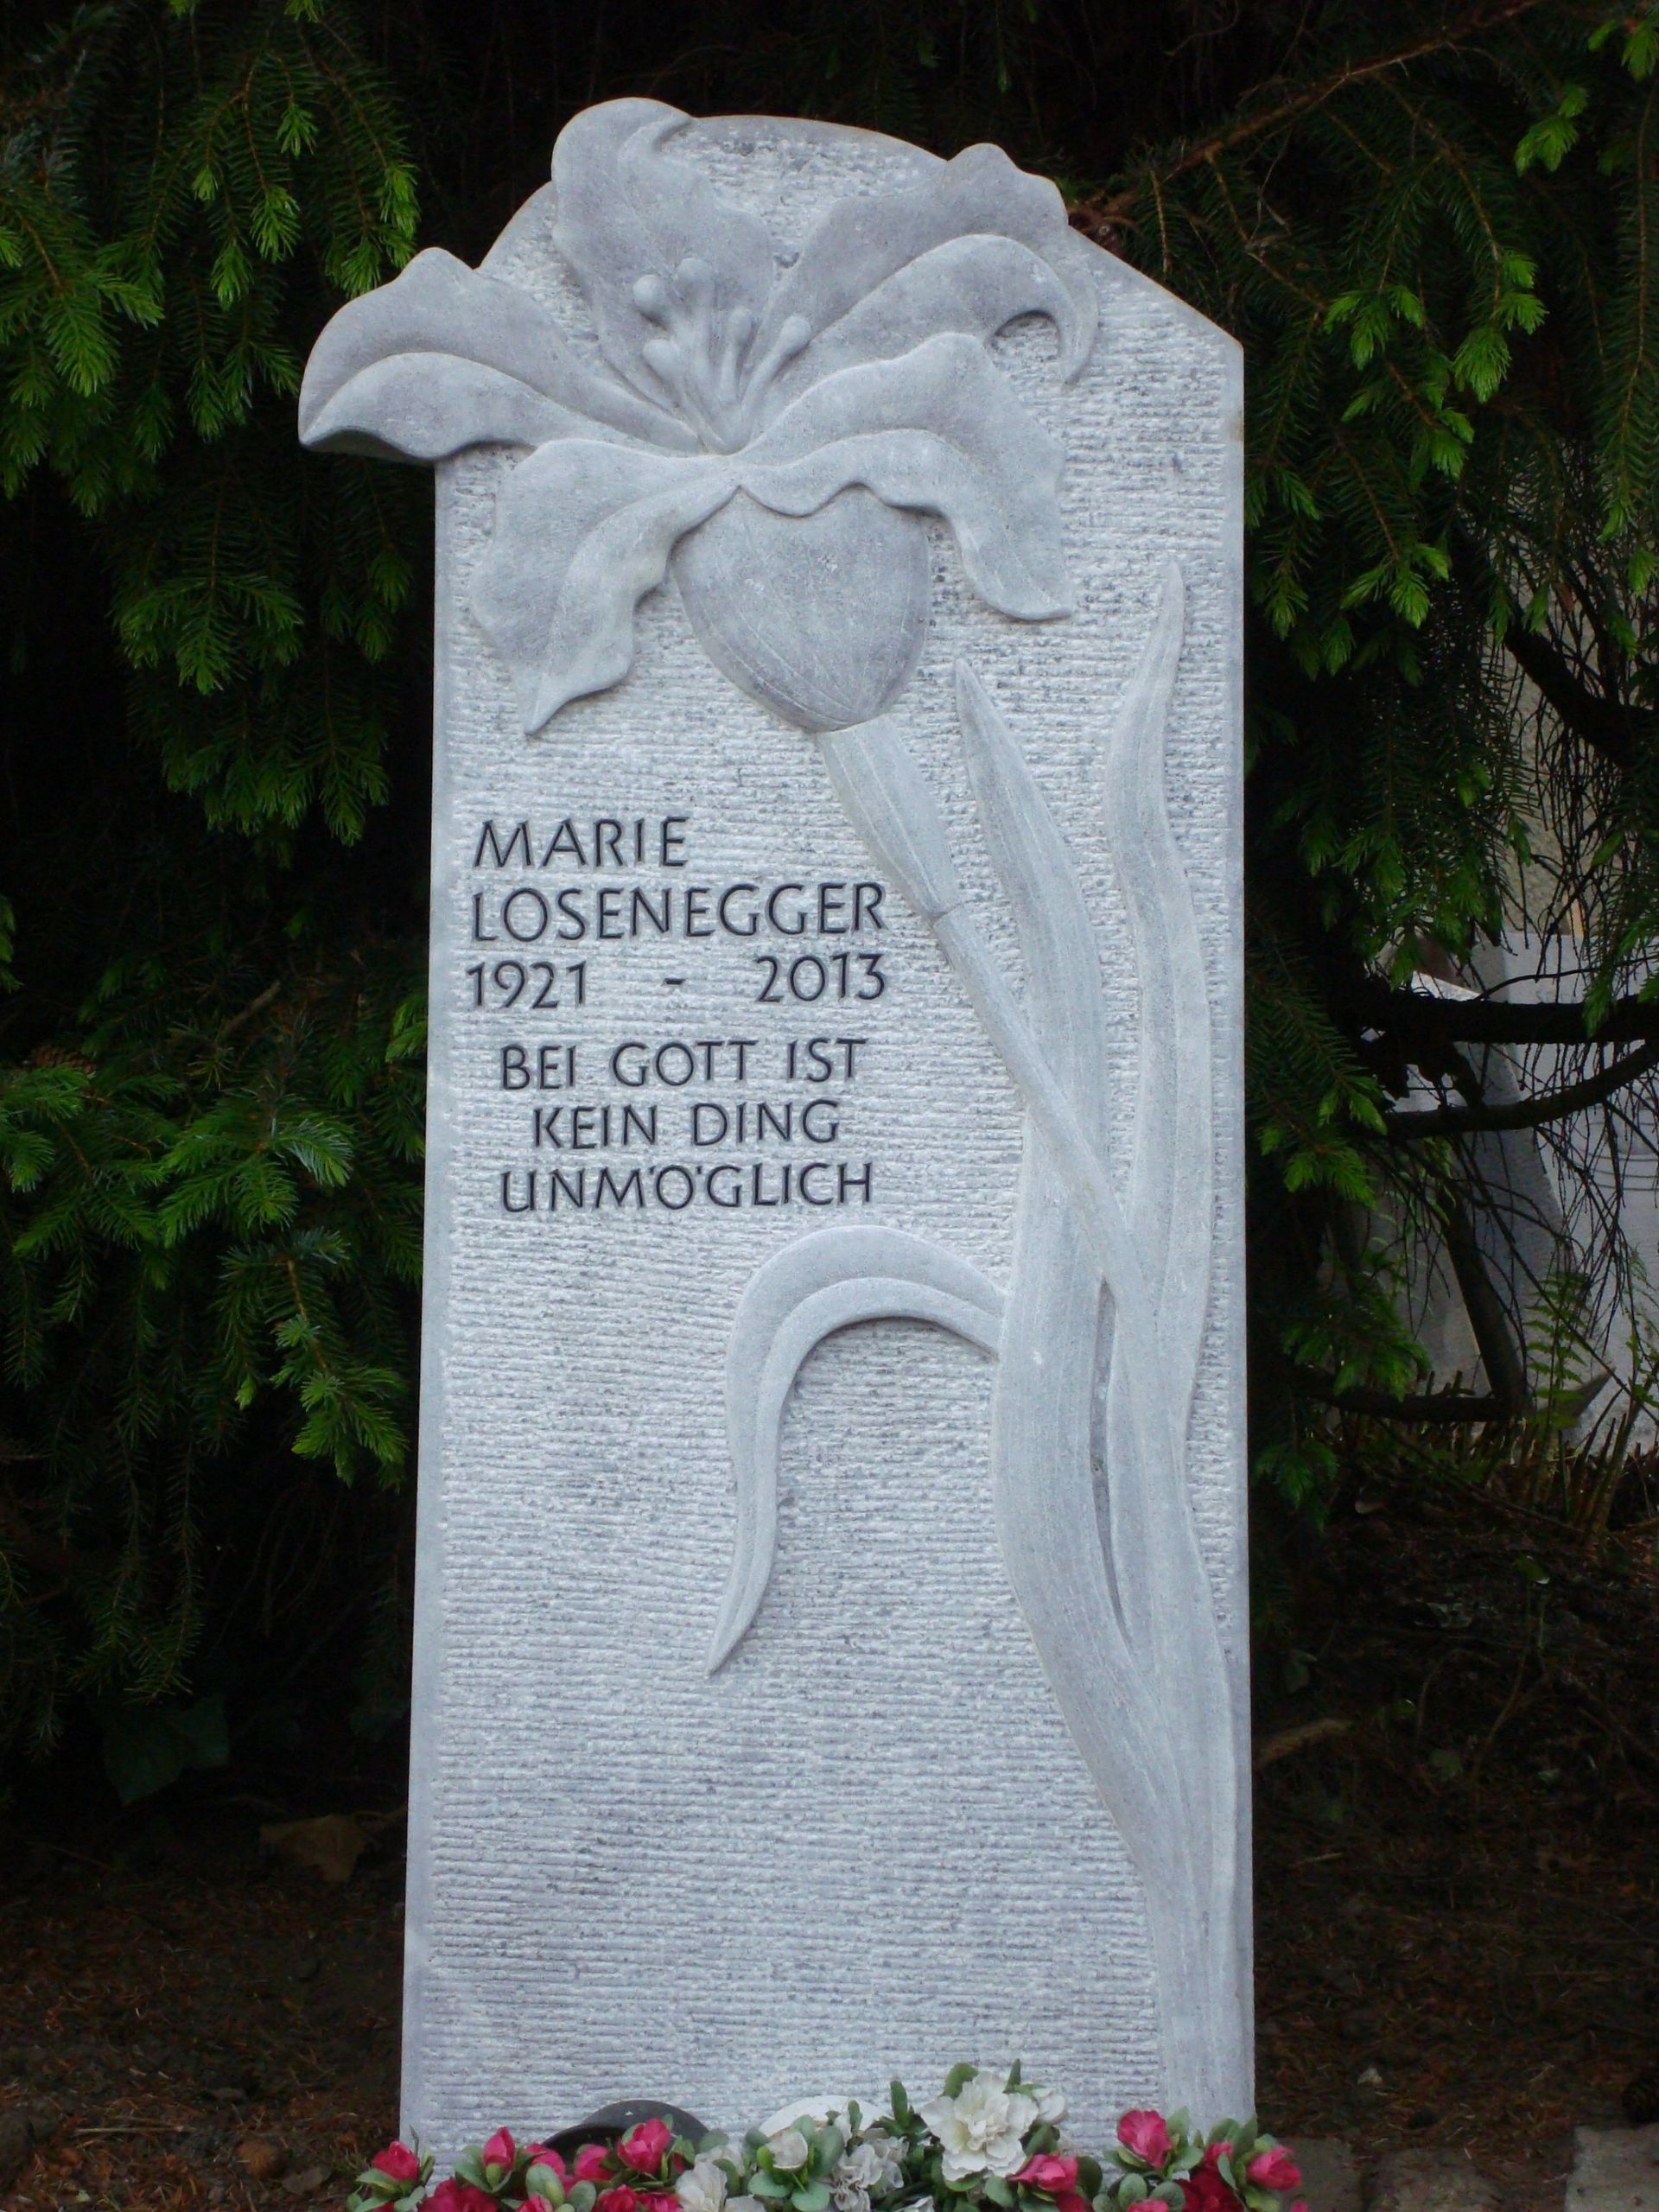 MARIE
LOSENEGGER
1921 - 2013
BEI GOTT IST
KEIN DING
UNMÖGLICH